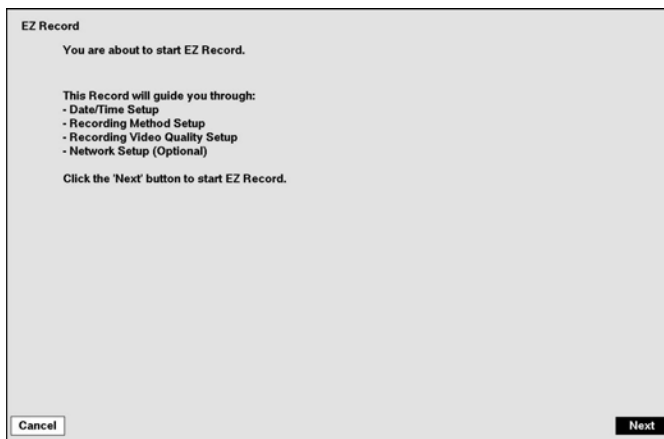 EZ Record
You are about to start EZ Record.
This Record will guide you through:
- Date/Time Setup
- Recording Method Setup
- Recording Video Quality Setup
- Network Setup (Optional)
Click the 'Next' button to start EZ Record.
Cancel
Next